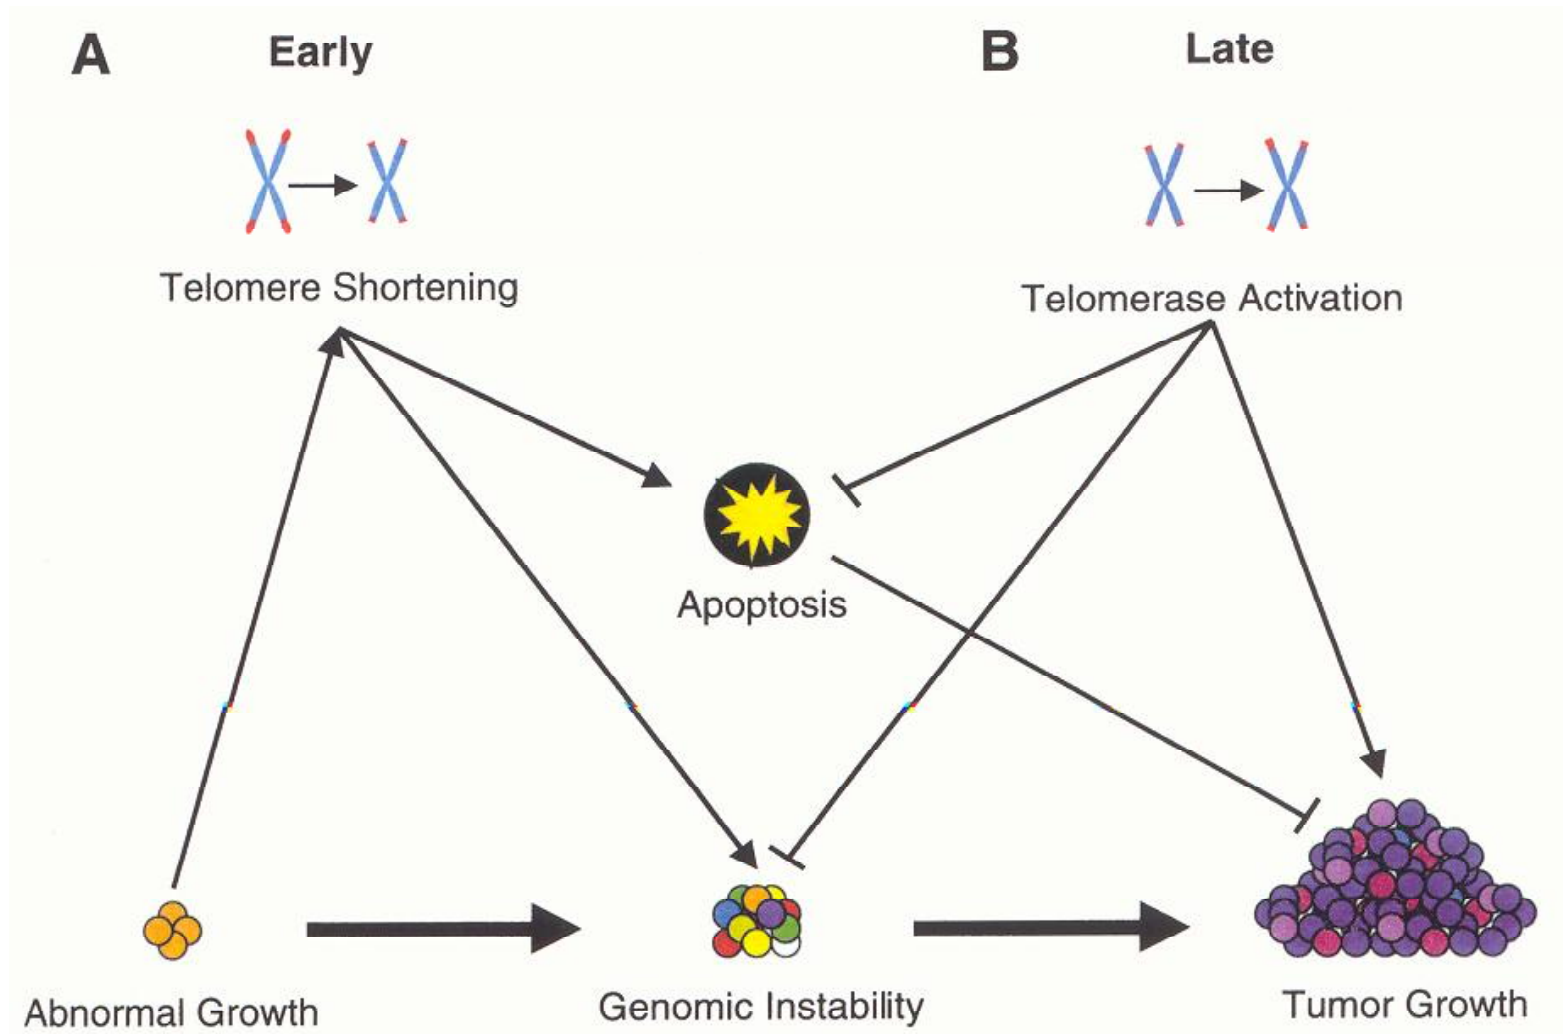 A Early
B Late
Telomere Shortening
Telomerase Activation
Apoptosis
Abnormal Growth
Genomic Instability
Tumor Growth